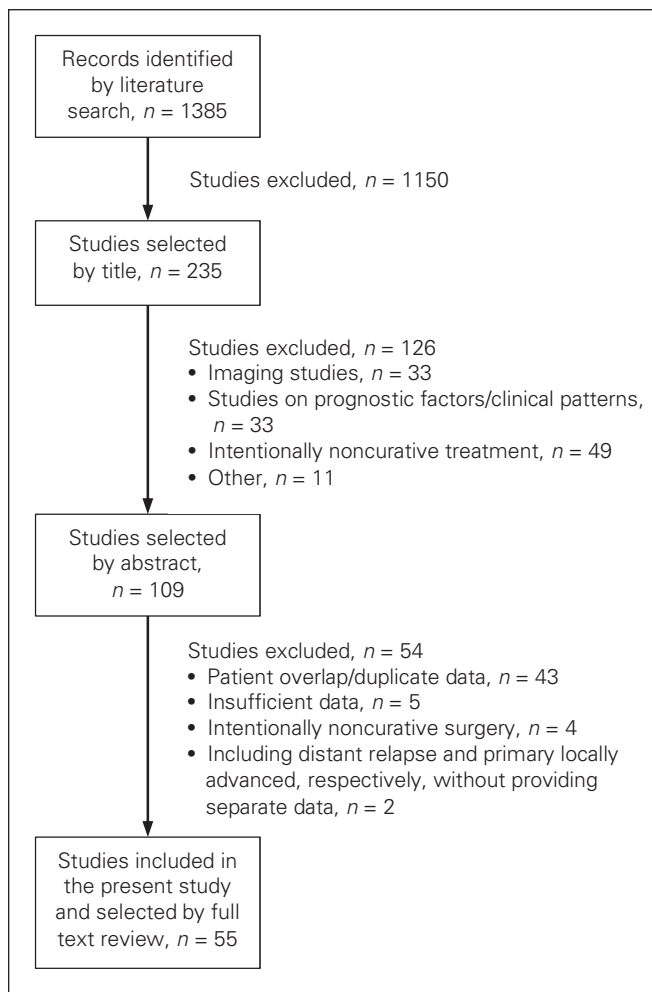 Records identified
by literature
search, n = 1385
Studies excluded, n = 1150
Studies selected
by title, n = 235
Studies excluded, n = 126
• Imaging studies, n = 33
• Studies on prognostic factors/clinical patterns,
n = 33
• Intentionally noncurative treatment, n = 49
• Other, n = 11
Studies selected
by abstract,
n = 109
Studies excluded, n = 54
• Patient overlap/duplicate data, n = 43
• Insufficient data, n = 5
• Intentionally noncurative surgery, n = 4
• Including distant relapse and primary locally
advanced, respectively, without providing
separate data, n = 2
Studies included in
the present study
and selected by full
text review, n = 55